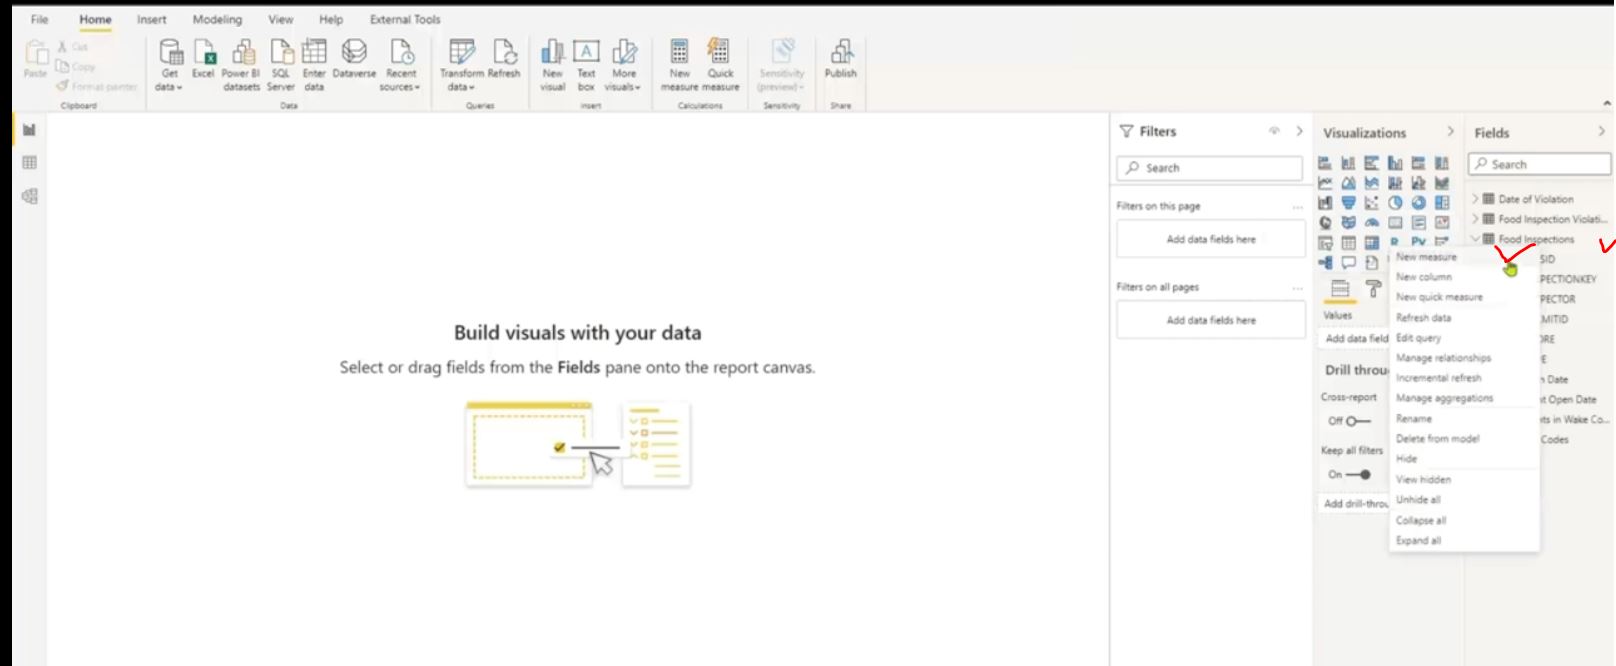 File Home Insert Modeling View Help External Tools
Paste
Cut
Copy
Format painter
Clipboard
Get data
Excel
Power BI datasets
SQL Server
Enter data
Dataverse
Recent sources
Data
Transform data
Refresh
Queries
New visual
Text box
More visuals
Insert
New measure
Quick measure
Calculations
Sensitivity (preview)
Sensitivity
Publish
Share
Build visuals with your data
Select or drag fields from the Fields pane onto the report canvas.
Filters
Search
Filters on this page
...
Add data fields here
Filters on all pages
...
Add data fields here
Visualizations
R Py
Values
Add data field
Drill throu
Cross-report
Off
Keep all filters
On
Add drill-throu
New measure
New column
New quick measure
Refresh data
Edit query
Manage relationships
Incremental refresh
Manage aggregations
Rename
Delete from model
Hide
View hidden
Unhide all
Collapse all
Expand all
Fields
Search
Date of Violation
Food Inspection Violati...
Food Inspections
SID
PECTIONKEY
PECTOR
MITID
ORE
E
n Date
t Open Date
ts in Wake Co...
Codes